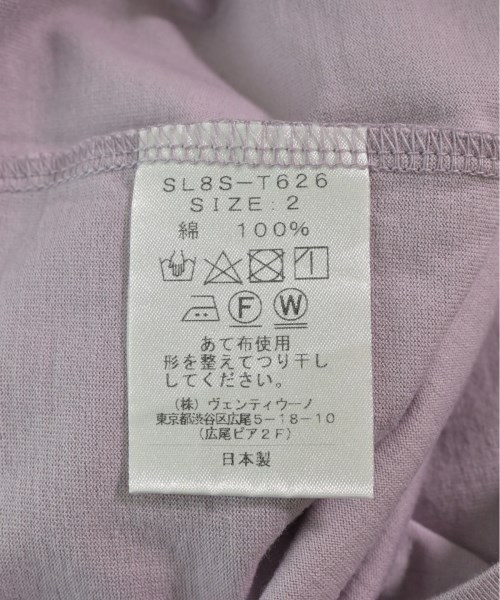 SL8S-T626
SIZE:2
綿 100%
F W
あて布使用
形を整えてつり干し
してください。
(株)ヴェンティウーノ
東京都渋谷区広尾5-18-10
(広尾ピア2F)
日本製